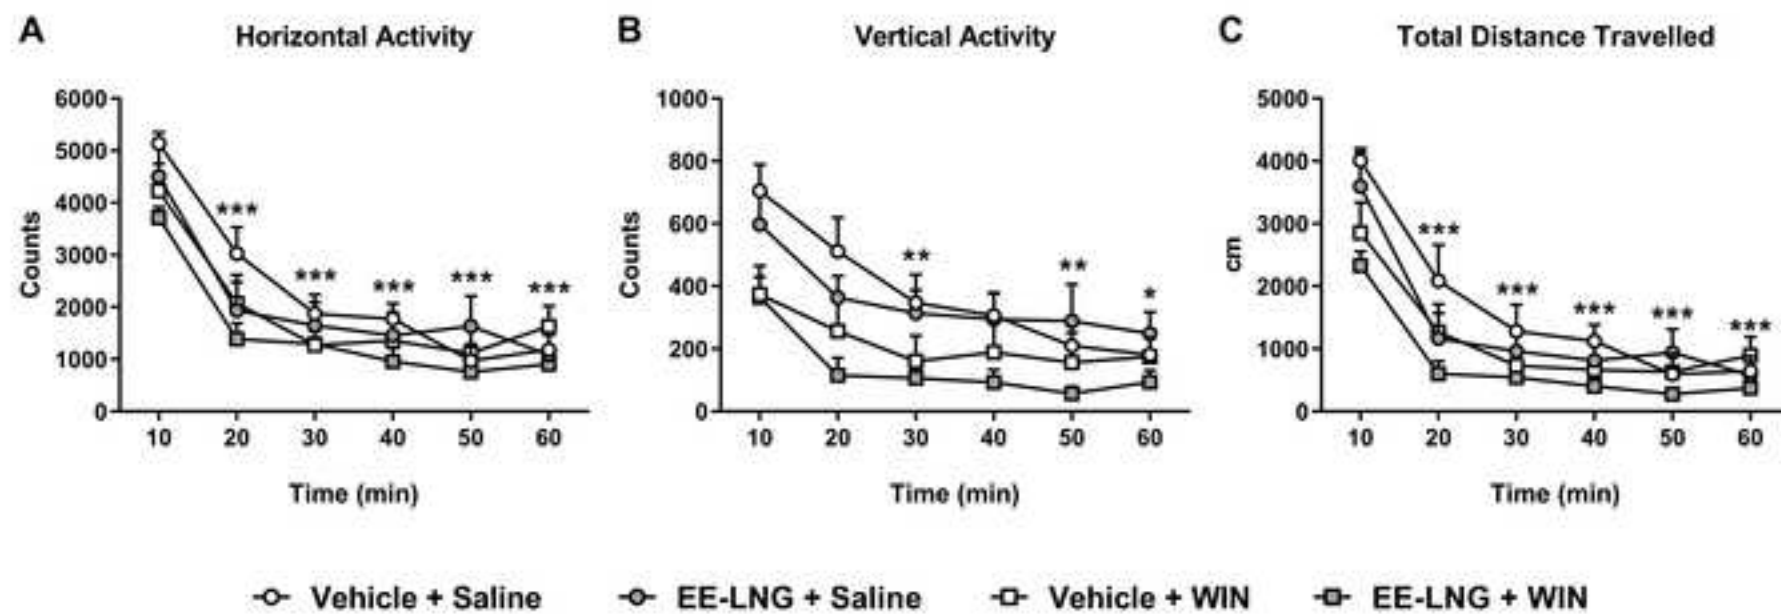 A Horizontal Activity
6000
5000
4000
3000
2000
1000
0
Counts
***
***
***
***
***
10 20 30 40 50 60
Time (min)
B Vertical Activity
1000
800
600
400
200
0
Counts
**
**
*
10 20 30 40 50 60
Time (min)
C Total Distance Travelled
5000
4000
3000
2000
1000
0
cm
***
***
***
***
***
10 20 30 40 50 60
Time (min)
Vehicle + Saline EE-LNG + Saline Vehicle + WIN EE-LNG + WIN